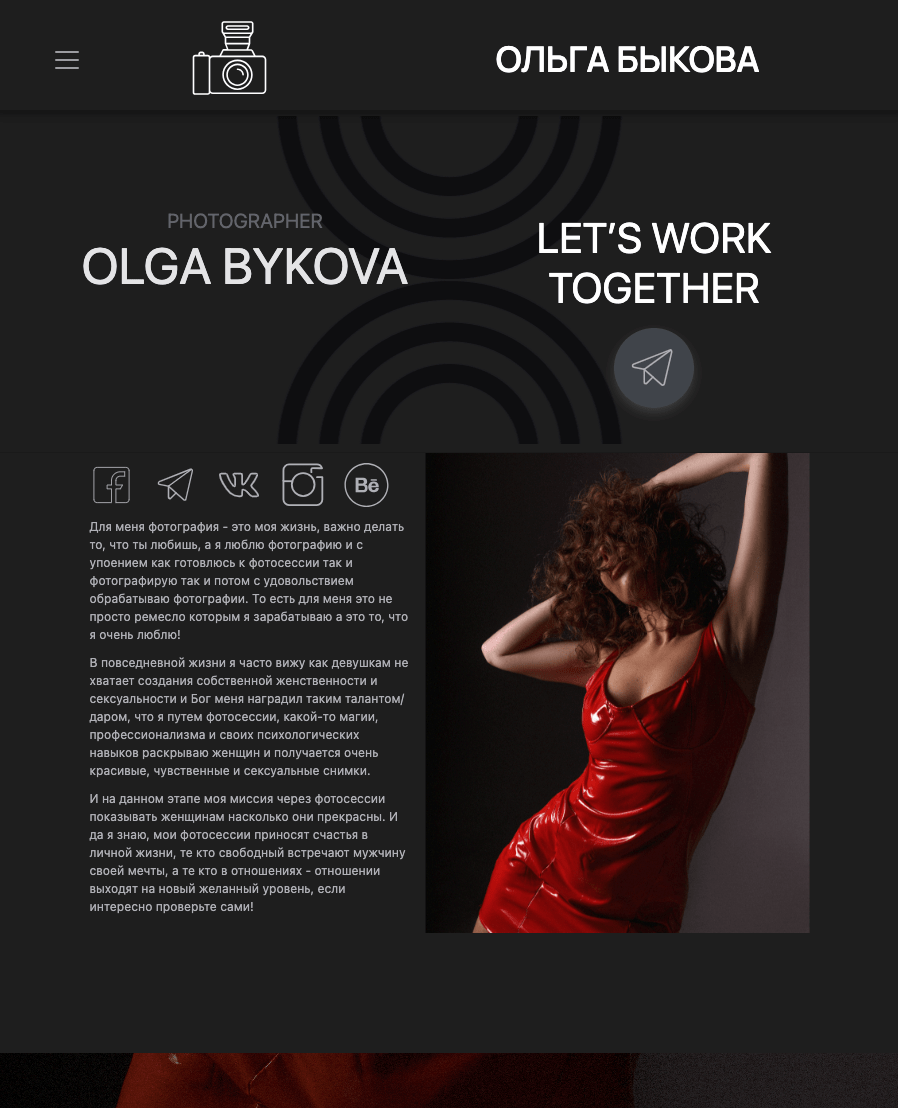 ОЛЬГА БЫКОВА
PHOTOGRAPHER
OLGA BYKOVA
LET’S WORK
TOGETHER
Bē
Для меня фотография - это моя жизнь, важно делать
то, что ты любишь, а я люблю фотографию и с
упоением как готовлюсь к фотосессии так и
фотографирую так и потом с удовольствием
обрабатываю фотографии. То есть для меня это не
просто ремесло которым я зарабатываю а это то, что
я очень люблю!
В повседневной жизни я часто вижу как девушкам не
хватает создания собственной женственности и
сексуальности и Бог меня наградил таким талантом/
даром, что я путем фотосессии, какой-то магии,
профессионализма и своих психологических
навыков раскрываю женщин и получается очень
красивые, чувственные и сексуальные снимки.
И на данном этапе моя миссия через фотосессии
показывать женщинам насколько они прекрасны. И
да я знаю, мои фотосессии приносят счастья в
личной жизни, те кто свободный встречают мужчину
своей мечты, а те кто в отношениях - отношении
выходят на новый желанный уровень, если
интересно проверьте сами!